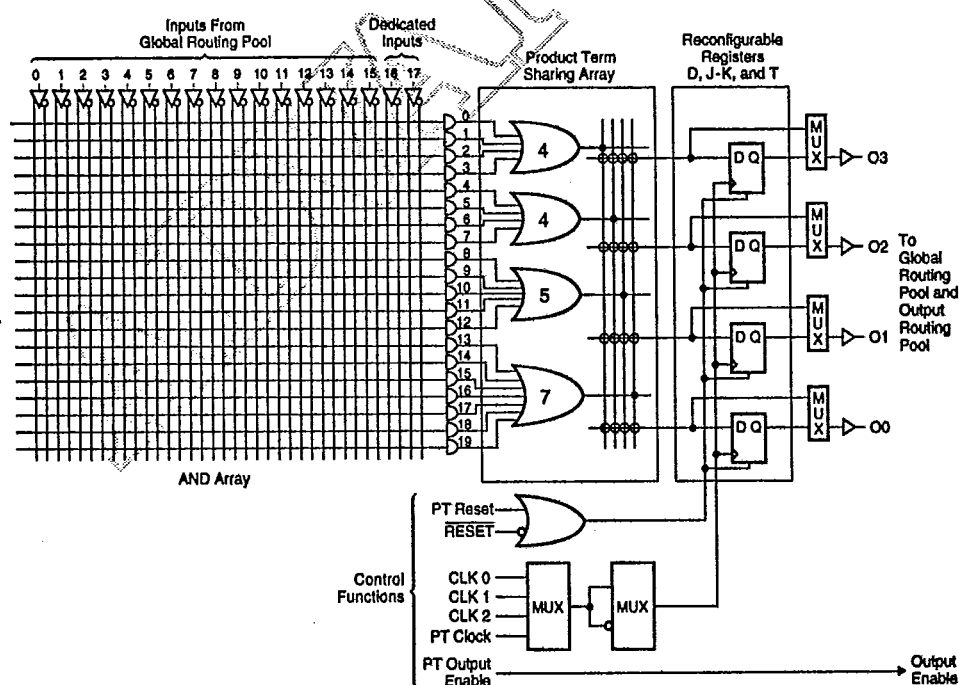 Inputs From
Global Routing Pool
Dedicated
Inputs
0 1 2 3 4 5 6 7 8 9 10 11 12 13 14 15 16 17
Product Term
Sharing Array
Reconfigurable
Registers
D, J-K, and T
0
1
2
3
4
5
6
7
8
9
10
11
12
13
14
15
16
17
18
19
4
4
5
7
D Q
D Q
D Q
D Q
MUX
MUX
MUX
MUX
O3
O2
O1
O0
To
Global
Routing
Pool and
Output
Routing
Pool
AND Array
Control
Functions
PT Reset
RESET
CLK 0
CLK 1
CLK 2
PT Clock
MUX
MUX
PT Output
Enable
Output
Enable